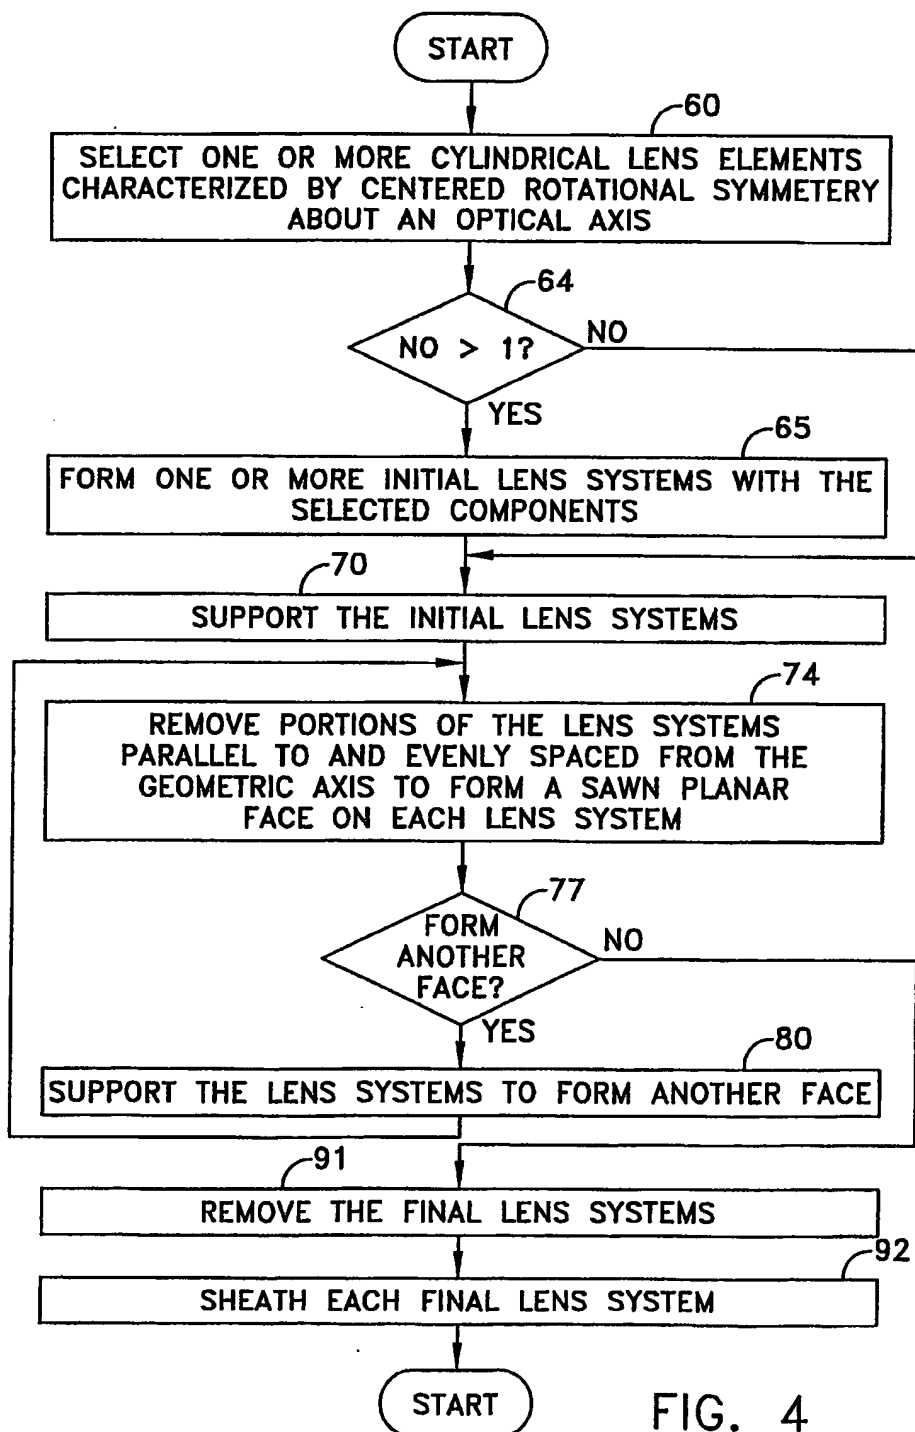 START
60
SELECT ONE OR MORE CYLINDRICAL LENS ELEMENTS
CHARACTERIZED BY CENTERED ROTATIONAL SYMMETERY
ABOUT AN OPTICAL AXIS
64
NO > 1?
NO
YES
65
FORM ONE OR MORE INITIAL LENS SYSTEMS WITH THE
SELECTED COMPONENTS
70
SUPPORT THE INITIAL LENS SYSTEMS
74
REMOVE PORTIONS OF THE LENS SYSTEMS
PARALLEL TO AND EVENLY SPACED FROM THE
GEOMETRIC AXIS TO FORM A SAWN PLANAR
FACE ON EACH LENS SYSTEM
77
FORM
ANOTHER
FACE?
NO
YES
80
SUPPORT THE LENS SYSTEMS TO FORM ANOTHER FACE
91
REMOVE THE FINAL LENS SYSTEMS
92
SHEATH EACH FINAL LENS SYSTEM
START
FIG. 4